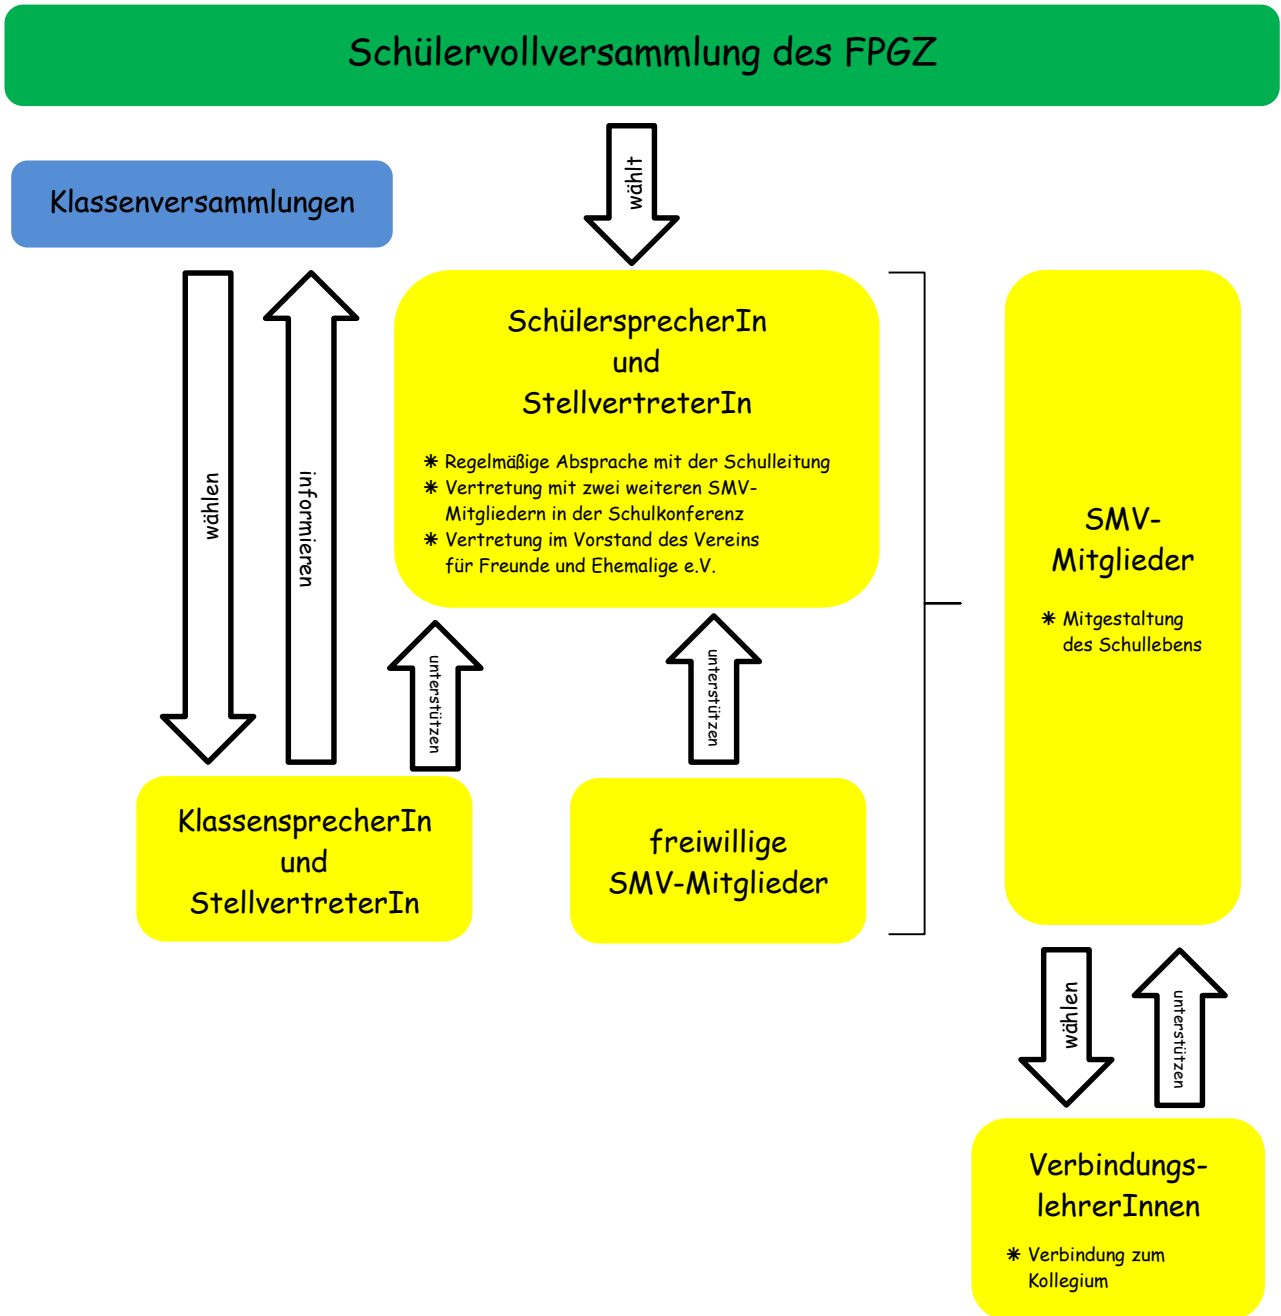 Schülervollversammlung des FPGZ
wählt
Klassenversammlungen
wählen
informieren
SchülersprecherIn
und
StellvertreterIn
* Regelmäßige Absprache mit der Schulleitung
* Vertretung mit zwei weiteren SMV-
Mitgliedern in der Schulkonferenz
* Vertretung im Vorstand des Vereins
für Freunde und Ehemalige e.V.
SMV-
Mitglieder
* Mitgestaltung
des Schullebens
unterstützen
unterstützen
KlassensprecherIn
und
StellvertreterIn
freiwillige
SMV-Mitglieder
wählen
unterstützen
Verbindungs-
lehrerInnen
* Verbindung zum
Kollegium